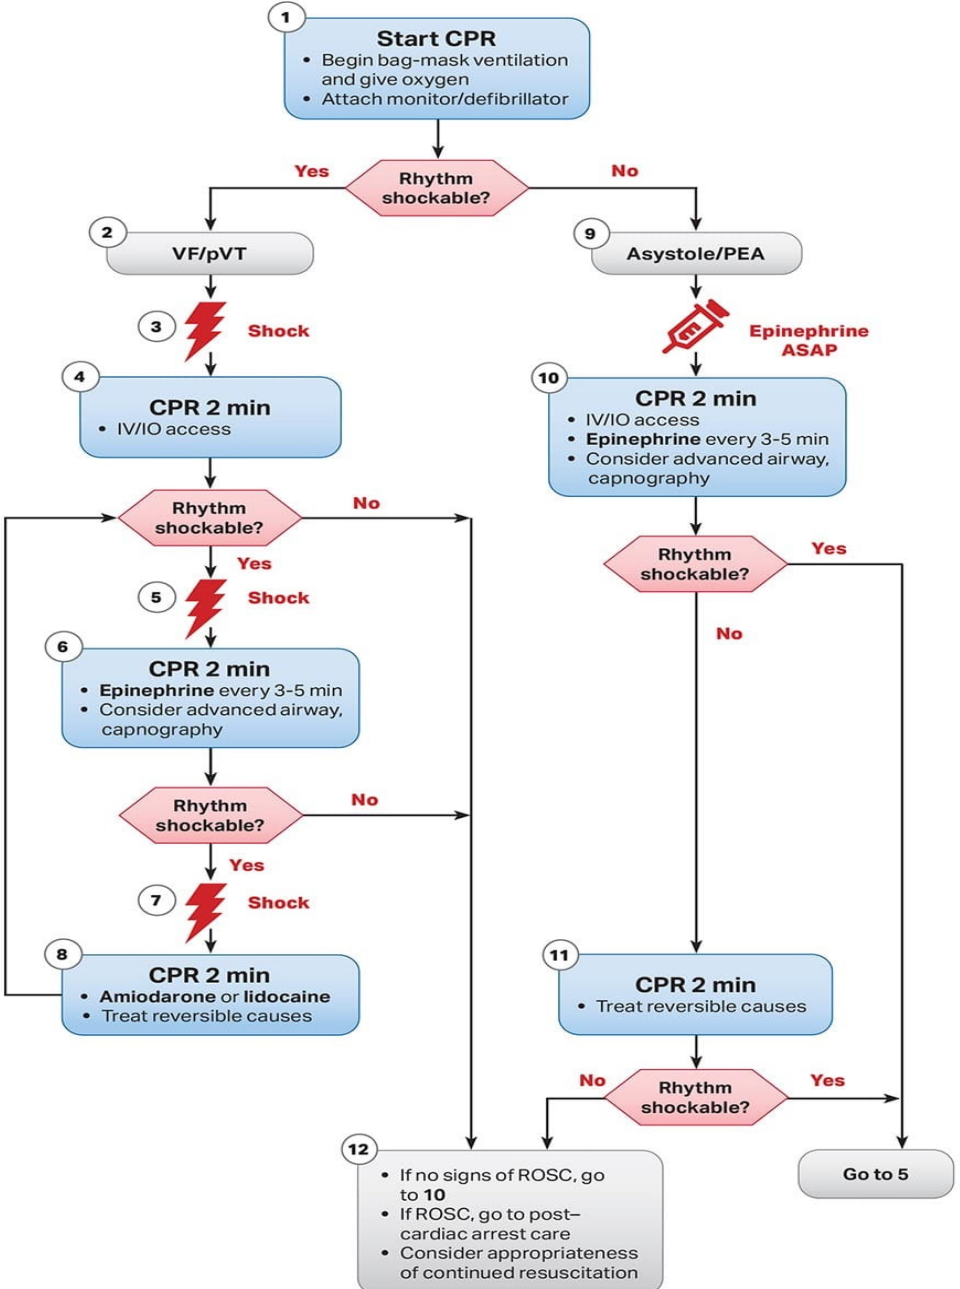 1
Start CPR
• Begin bag-mask ventilation
and give oxygen
• Attach monitor/defibrillator
Rhythm
shockable?
Yes
No
2
VF/pVT
3
Shock
4
CPR 2 min
• IV/IO access
Rhythm
shockable?
No
Yes
5
Shock
6
CPR 2 min
• Epinephrine every 3-5 min
• Consider advanced airway,
capnography
Rhythm
shockable?
No
Yes
7
Shock
8
CPR 2 min
• Amiodarone or lidocaine
• Treat reversible causes
9
Asystole/PEA
E
Epinephrine
ASAP
10
CPR 2 min
• IV/IO access
• Epinephrine every 3-5 min
• Consider advanced airway,
capnography
Rhythm
shockable?
Yes
No
11
CPR 2 min
• Treat reversible causes
Rhythm
shockable?
No
Yes
12
• If no signs of ROSC, go
to 10
• If ROSC, go to post–
cardiac arrest care
• Consider appropriateness
of continued resuscitation
Go to 5